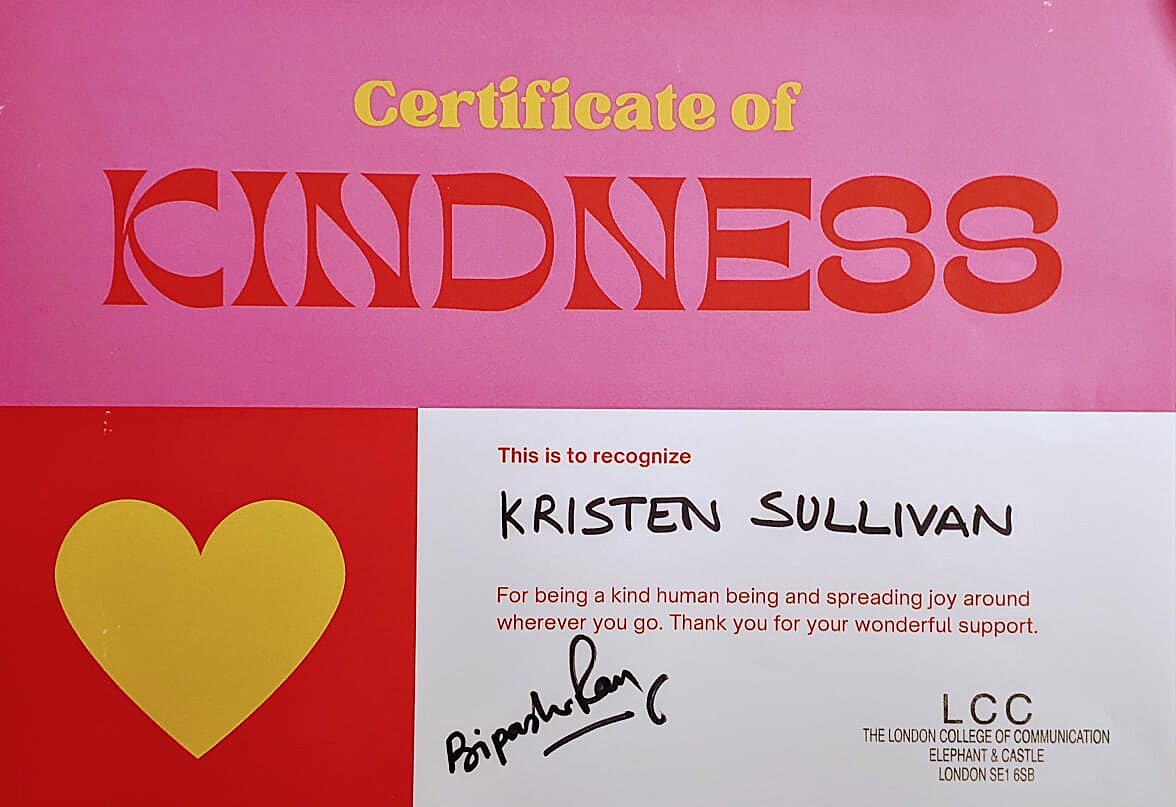 Certificate of
KINDNESS
This is to recognize
KRISTEN SULLIVAN
For being a kind human being and spreading joy around
wherever you go. Thank you for your wonderful support.
LCC
THE LONDON COLLEGE OF COMMUNICATION
ELEPHANT & CASTLE
LONDON SE1 6SB